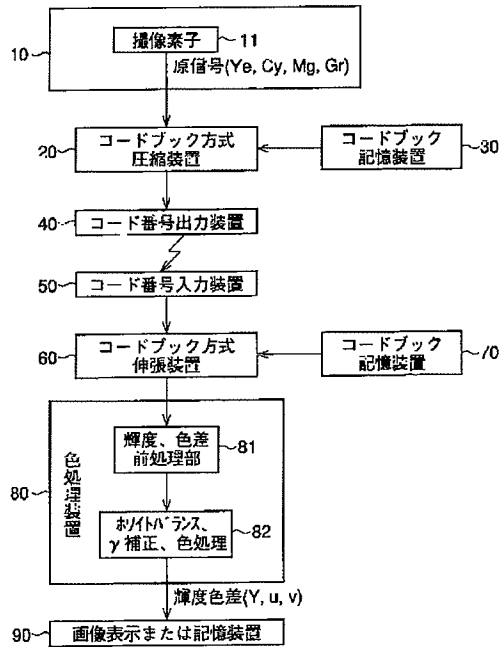 10
撮像素子
11
原信号(Ye, Cy, Mg, Gr)
20
コードブック方式
圧縮装置
コードブック
記憶装置
30
40
コード番号出力装置
50
コード番号入力装置
60
コードブック方式
伸張装置
コードブック
記憶装置
70
80
色処理装置
輝度、色差
前処理部
81
ホワイトバランス、
γ補正、色処理
82
輝度色差(Y, u, v)
90
画像表示または記憶装置